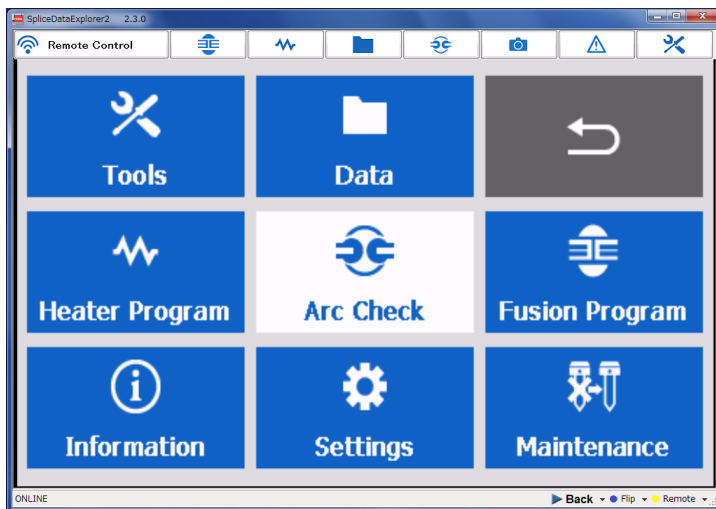 SpliceDataExplorer2 2.3.0
Remote Control
Tools
Data
Heater Program
Arc Check
Fusion Program
Information
Settings
Maintenance
ONLINE
Back
Flip
Remote